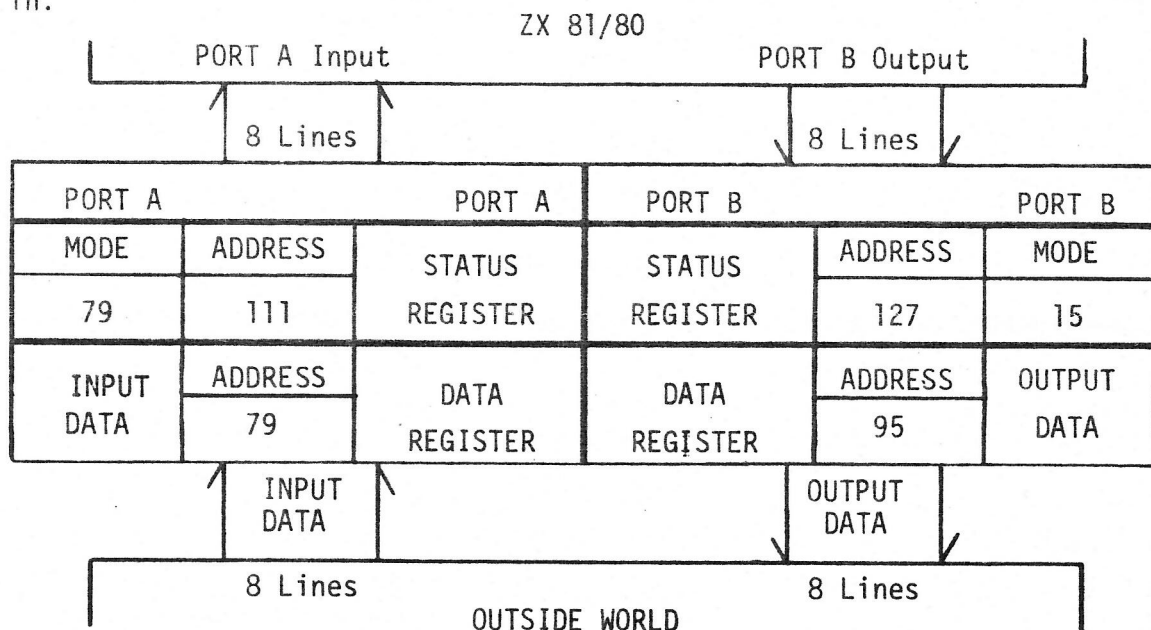 ZX 81/80
PORT A Input PORT B Output
8 Lines 8 Lines
PORT A PORT A PORT B PORT B
MODE ADDRESS STATUS REGISTER STATUS REGISTER ADDRESS MODE
79 111 127 15
INPUT DATA ADDRESS DATA REGISTER DATA REGISTER ADDRESS OUTPUT DATA
79 95
INPUT DATA OUTPUT DATA
8 Lines 8 Lines
OUTSIDE WORLD